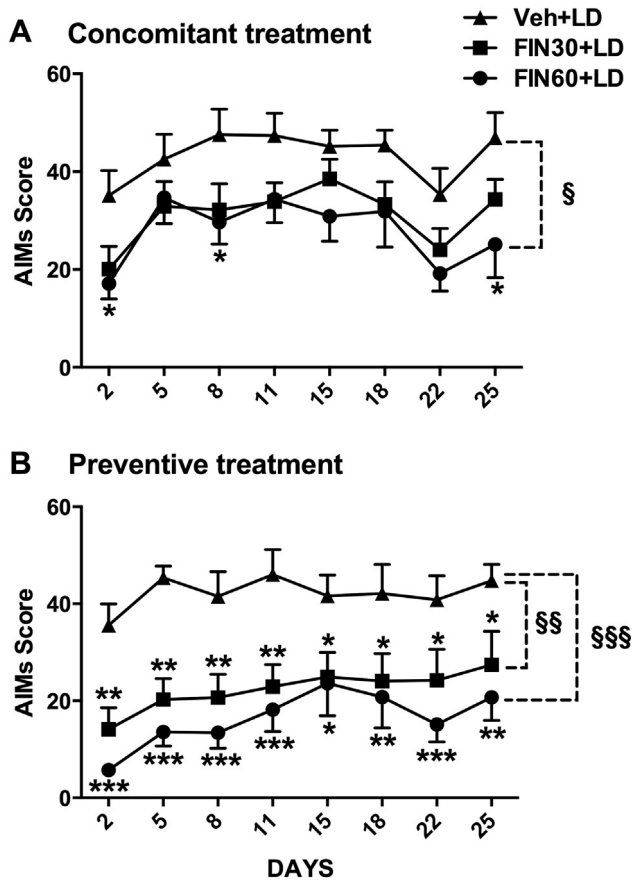 A Concomitant treatment
Veh+LD
FIN30+LD
FIN60+LD
60
40
20
0
AIMs Score
§
*
*
*
2 5 8 11 15 18 22 25
B Preventive treatment
60
40
20
0
AIMs Score
§§
§§§
** ** ** ** * * * *
*** *** *** *** * ** *** **
2 5 8 11 15 18 22 25
DAYS